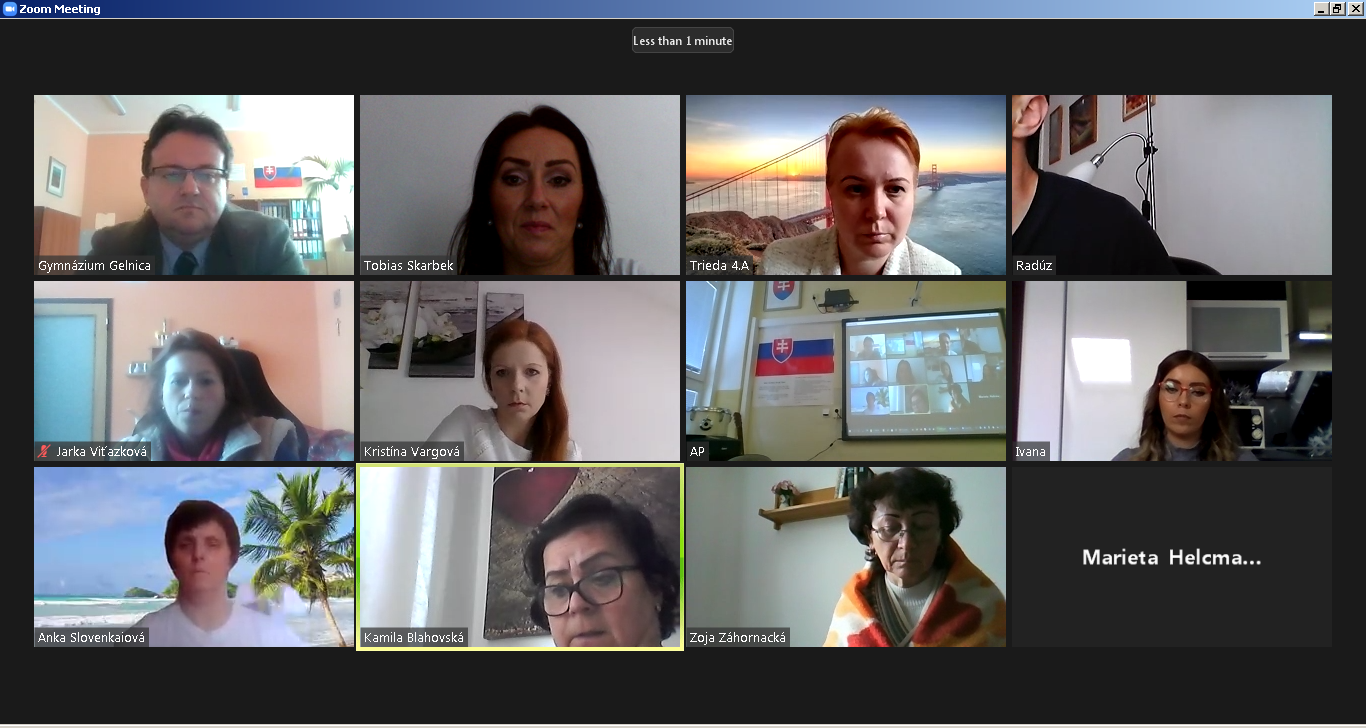 Zoom Meeting
Less than 1 minute
Gymnázium Gelnica
Tobias Skarbek
Trieda 4.A
Radúz
Jarka Víťazková
Kristína Vargová
AP
Ivana
Anka Slovenkaiová
Kamila Blahovská
Zoja Záhornacká
Marieta Helcma...